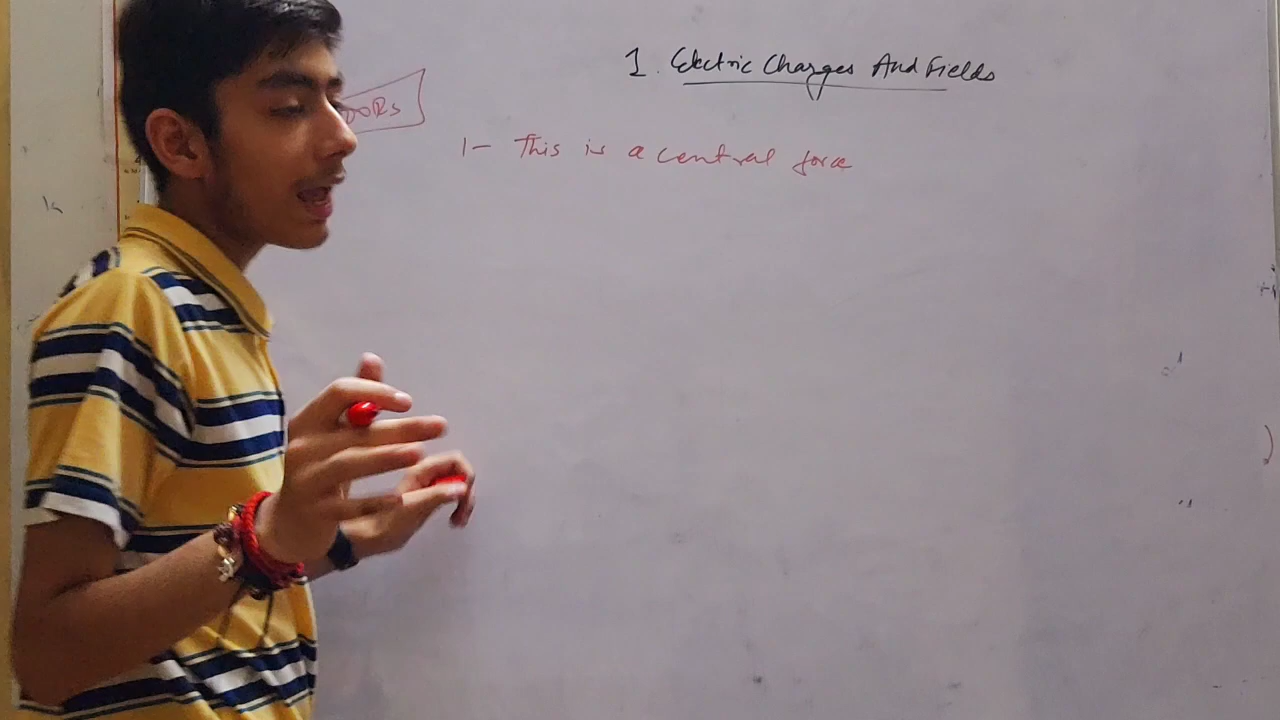 1. Electric Charges And Fields
1- This is a central force